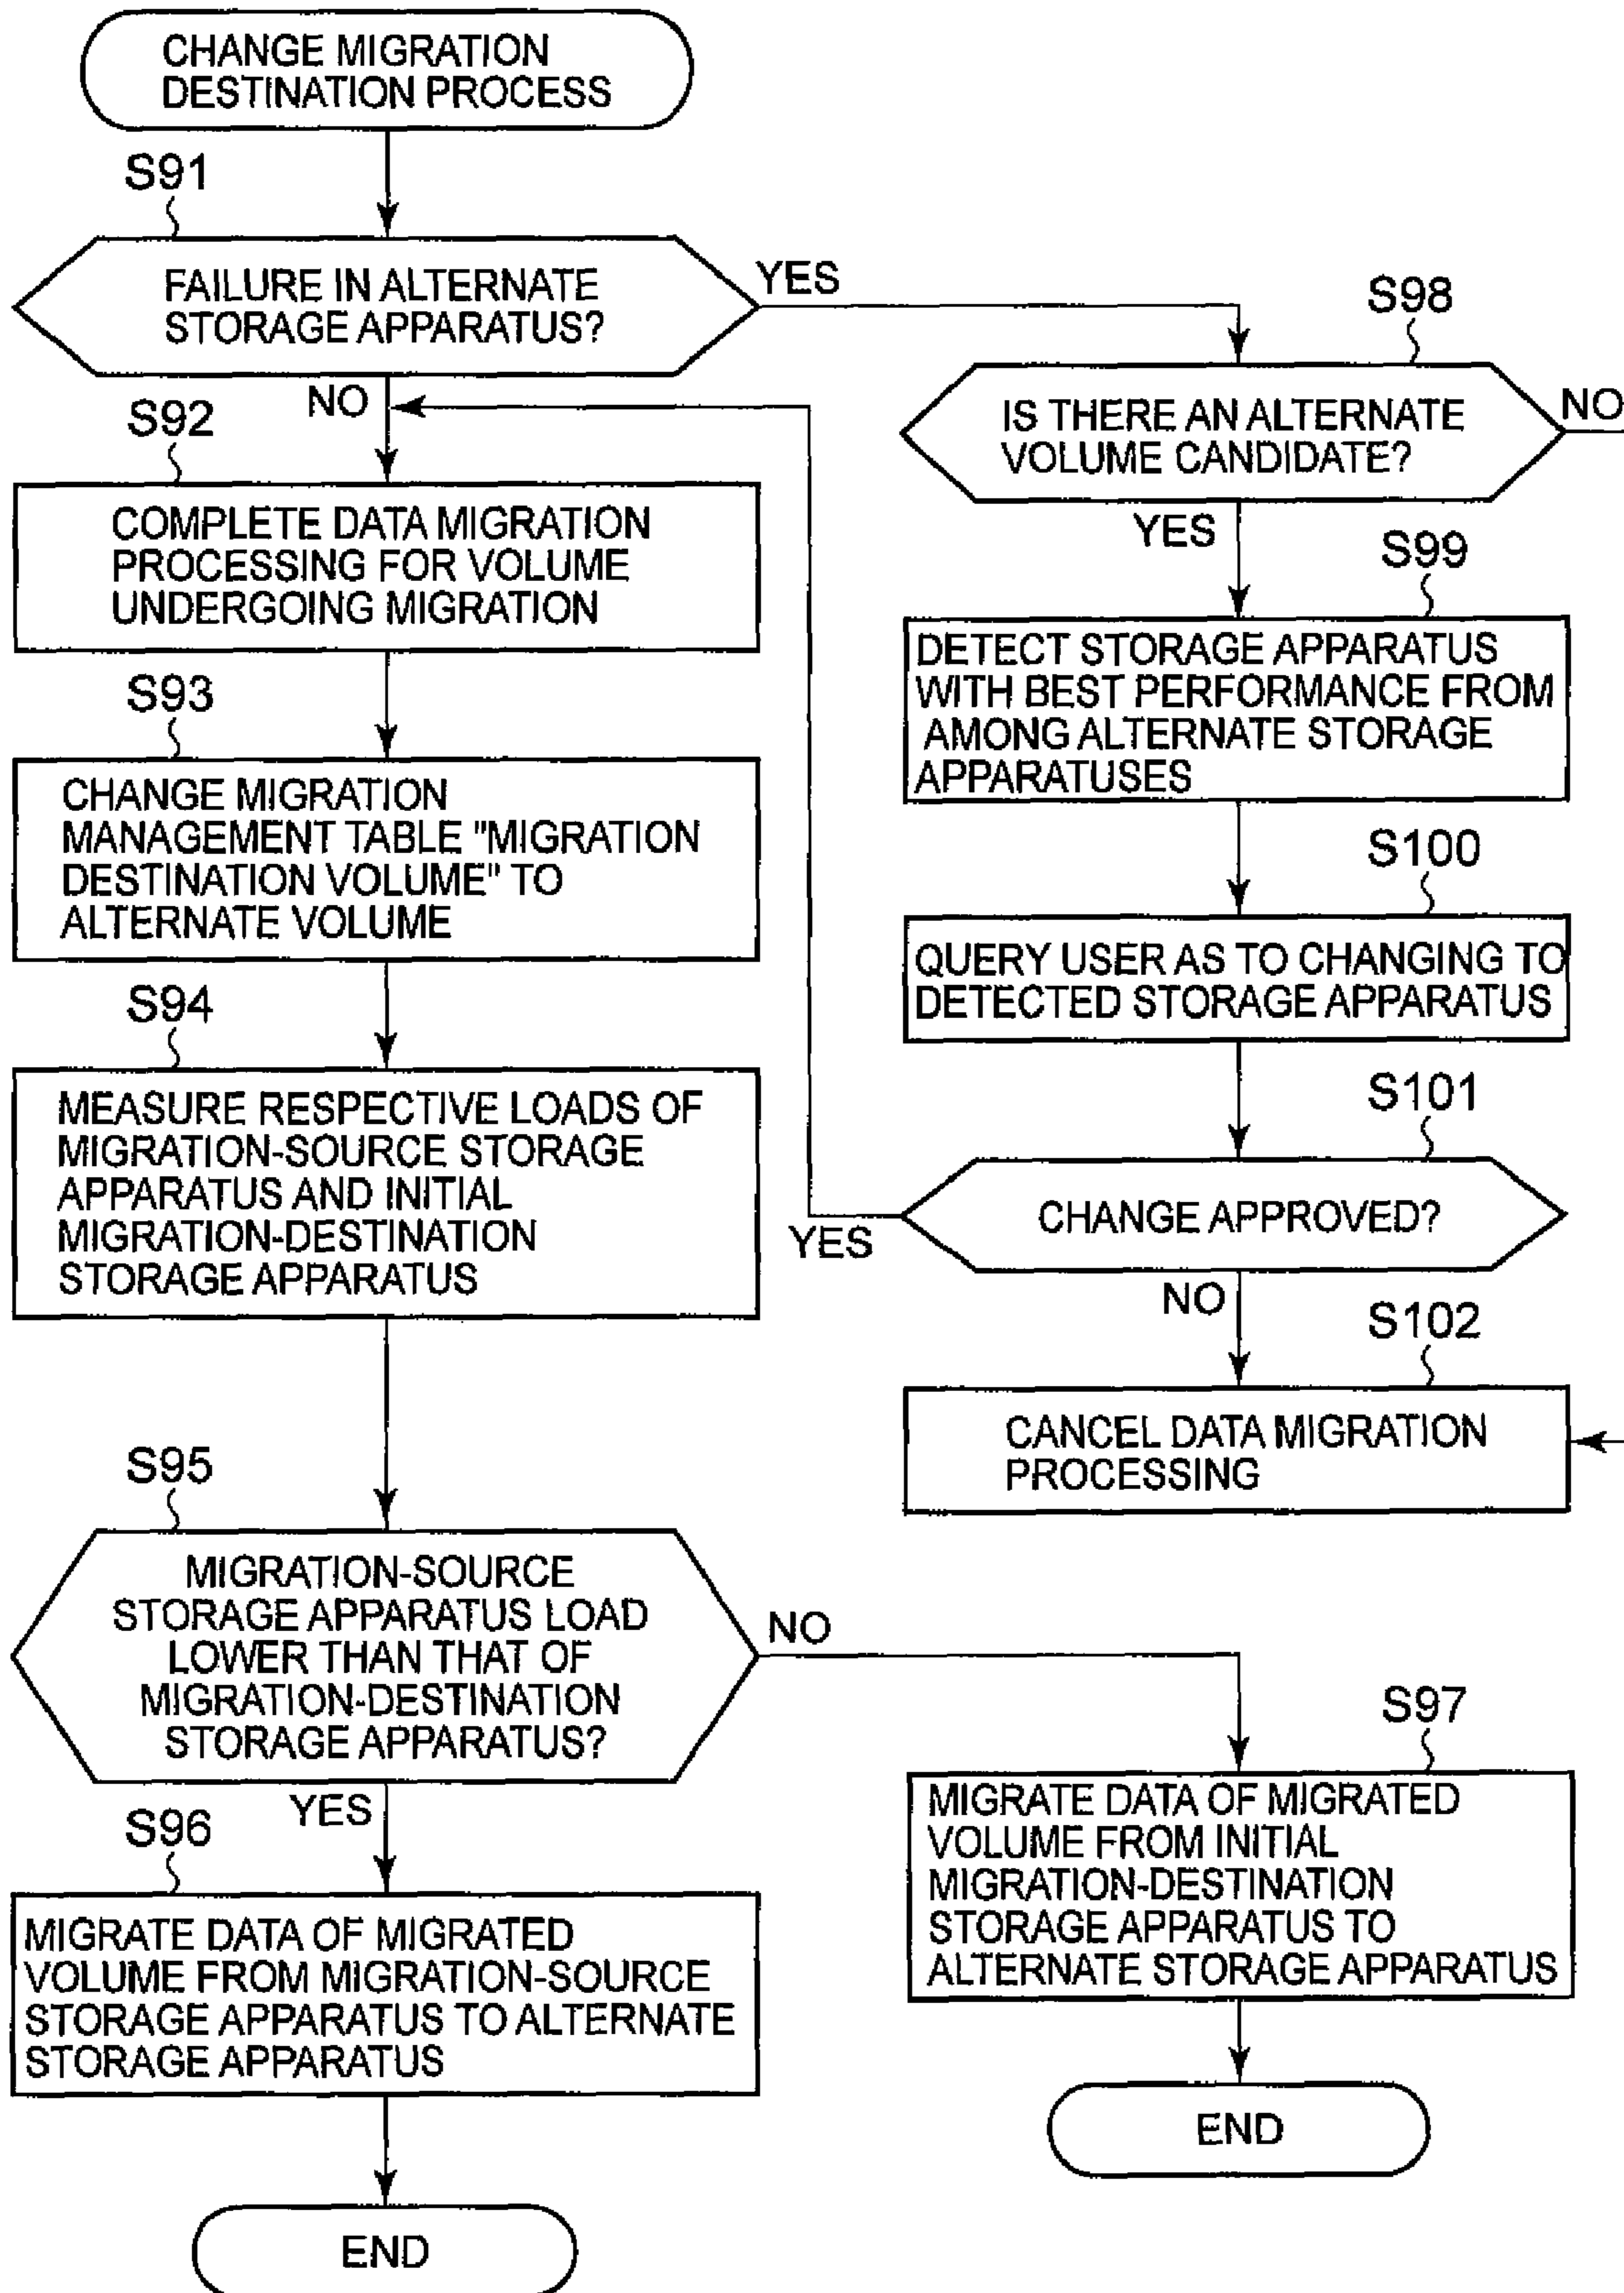 CHANGE MIGRATION
DESTINATION PROCESS
S91
FAILURE IN ALTERNATE
STORAGE APPARATUS?
YES
NO
S92
COMPLETE DATA MIGRATION
PROCESSING FOR VOLUME
UNDERGOING MIGRATION
S93
CHANGE MIGRATION
MANAGEMENT TABLE "MIGRATION
DESTINATION VOLUME" TO
ALTERNATE VOLUME
S94
MEASURE RESPECTIVE LOADS OF
MIGRATION-SOURCE STORAGE
APPARATUS AND INITIAL
MIGRATION-DESTINATION
STORAGE APPARATUS
S95
MIGRATION-SOURCE
STORAGE APPARATUS LOAD
LOWER THAN THAT OF
MIGRATION-DESTINATION
STORAGE APPARATUS?
NO
YES
S96
MIGRATE DATA OF MIGRATED
VOLUME FROM MIGRATION-SOURCE
STORAGE APPARATUS TO ALTERNATE
STORAGE APPARATUS
END
S98
IS THERE AN ALTERNATE
VOLUME CANDIDATE?
NO
YES
S99
DETECT STORAGE APPARATUS
WITH BEST PERFORMANCE FROM
AMONG ALTERNATE STORAGE
APPARATUSES
S100
QUERY USER AS TO CHANGING TO
DETECTED STORAGE APPARATUS
S101
CHANGE APPROVED?
YES
NO
S102
CANCEL DATA MIGRATION
PROCESSING
S97
MIGRATE DATA OF MIGRATED
VOLUME FROM INITIAL
MIGRATION-DESTINATION
STORAGE APPARATUS TO
ALTERNATE STORAGE APPARATUS
END